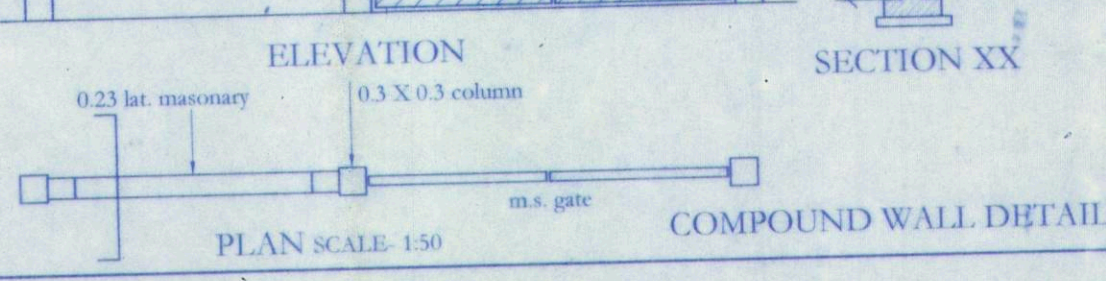 ELEVATION
SECTION XX
0.23 lat. masonary
0.3 X 0.3 column
m.s. gate
COMPOUND WALL DETAIL
PLAN SCALE- 1:50